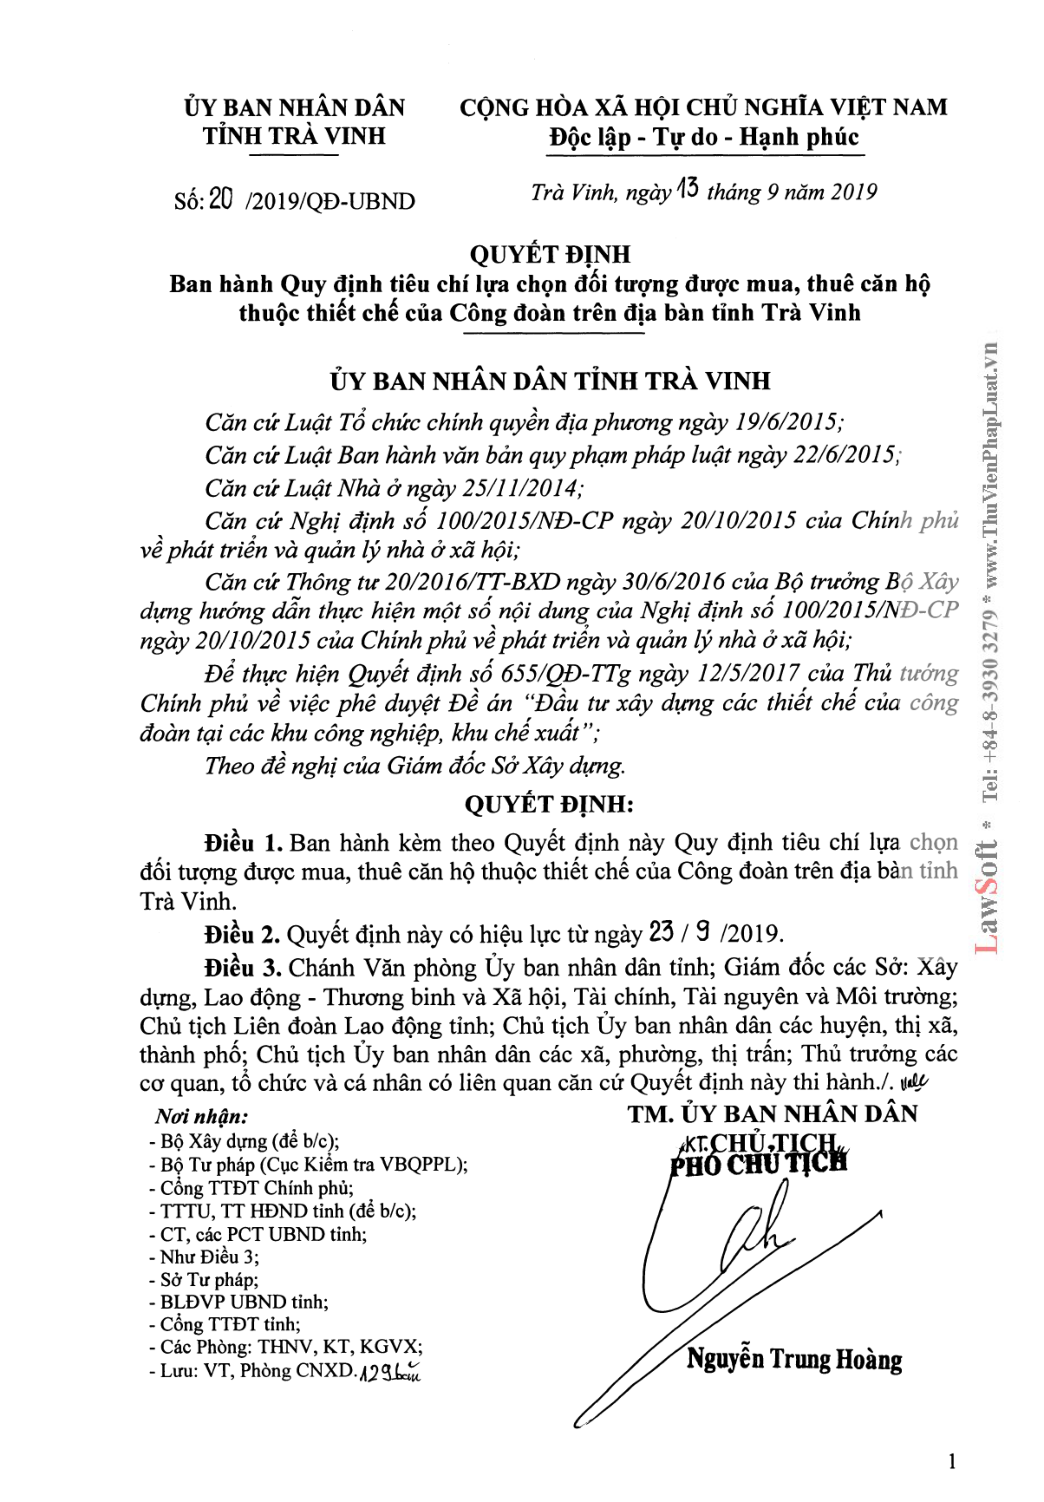 ỦY BAN NHÂN DÂN
TỈNH TRÀ VINH
CỘNG HÒA XÃ HỘI CHỦ NGHĨA VIỆT NAM
Độc lập - Tự do - Hạnh phúc
Số: 20 /2019/QĐ-UBND
Trà Vinh, ngày 13 tháng 9 năm 2019
QUYẾT ĐỊNH
Ban hành Quy định tiêu chí lựa chọn đối tượng được mua, thuê căn hộ
thuộc thiết chế của Công đoàn trên địa bàn tỉnh Trà Vinh
ỦY BAN NHÂN DÂN TỈNH TRÀ VINH
Căn cứ Luật Tổ chức chính quyền địa phương ngày 19/6/2015;
Căn cứ Luật Ban hành văn bản quy phạm pháp luật ngày 22/6/2015;
Căn cứ Luật Nhà ở ngày 25/11/2014;
Căn cứ Nghị định số 100/2015/NĐ-CP ngày 20/10/2015 của Chính phủ
về phát triển và quản lý nhà ở xã hội;
Căn cứ Thông tư 20/2016/TT-BXD ngày 30/6/2016 của Bộ trưởng Bộ Xây
dựng hướng dẫn thực hiện một số nội dung của Nghị định số 100/2015/NĐ-CP
ngày 20/10/2015 của Chính phủ về phát triển và quản lý nhà ở xã hội;
Để thực hiện Quyết định số 655/QĐ-TTg ngày 12/5/2017 của Thủ tướng
Chính phủ về việc phê duyệt Đề án “Đầu tư xây dựng các thiết chế của công
đoàn tại các khu công nghiệp, khu chế xuất”;
Theo đề nghị của Giám đốc Sở Xây dựng.
QUYẾT ĐỊNH:
Điều 1. Ban hành kèm theo Quyết định này Quy định tiêu chí lựa chọn
đối tượng được mua, thuê căn hộ thuộc thiết chế của Công đoàn trên địa bàn tỉnh
Trà Vinh.
Điều 2. Quyết định này có hiệu lực từ ngày 23 / 9 /2019.
Điều 3. Chánh Văn phòng Ủy ban nhân dân tỉnh; Giám đốc các Sở: Xây
dựng, Lao động - Thương binh và Xã hội, Tài chính, Tài nguyên và Môi trường;
Chủ tịch Liên đoàn Lao động tỉnh; Chủ tịch Ủy ban nhân dân các huyện, thị xã,
thành phố; Chủ tịch Ủy ban nhân dân các xã, phường, thị trấn; Thủ trưởng các
cơ quan, tổ chức và cá nhân có liên quan căn cứ Quyết định này thi hành./.
Nơi nhận:
- Bộ Xây dựng (để b/c);
- Bộ Tư pháp (Cục Kiểm tra VBQPPL);
- Cổng TTĐT Chính phủ;
- TTTU, TT HĐND tỉnh (để b/c);
- CT, các PCT UBND tỉnh;
- Như Điều 3;
- Sở Tư pháp;
- BLĐVP UBND tỉnh;
- Cổng TTĐT tỉnh;
- Các Phòng: THNV, KT, KGVX;
- Lưu: VT, Phòng CNXD.
TM. ỦY BAN NHÂN DÂN
KT. CHỦ TỊCH
PHÓ CHỦ TỊCH
Nguyễn Trung Hoàng
1
LawSoft * Tel: +84-8-3930 3279 * www.ThuVienPhapLuat.vn